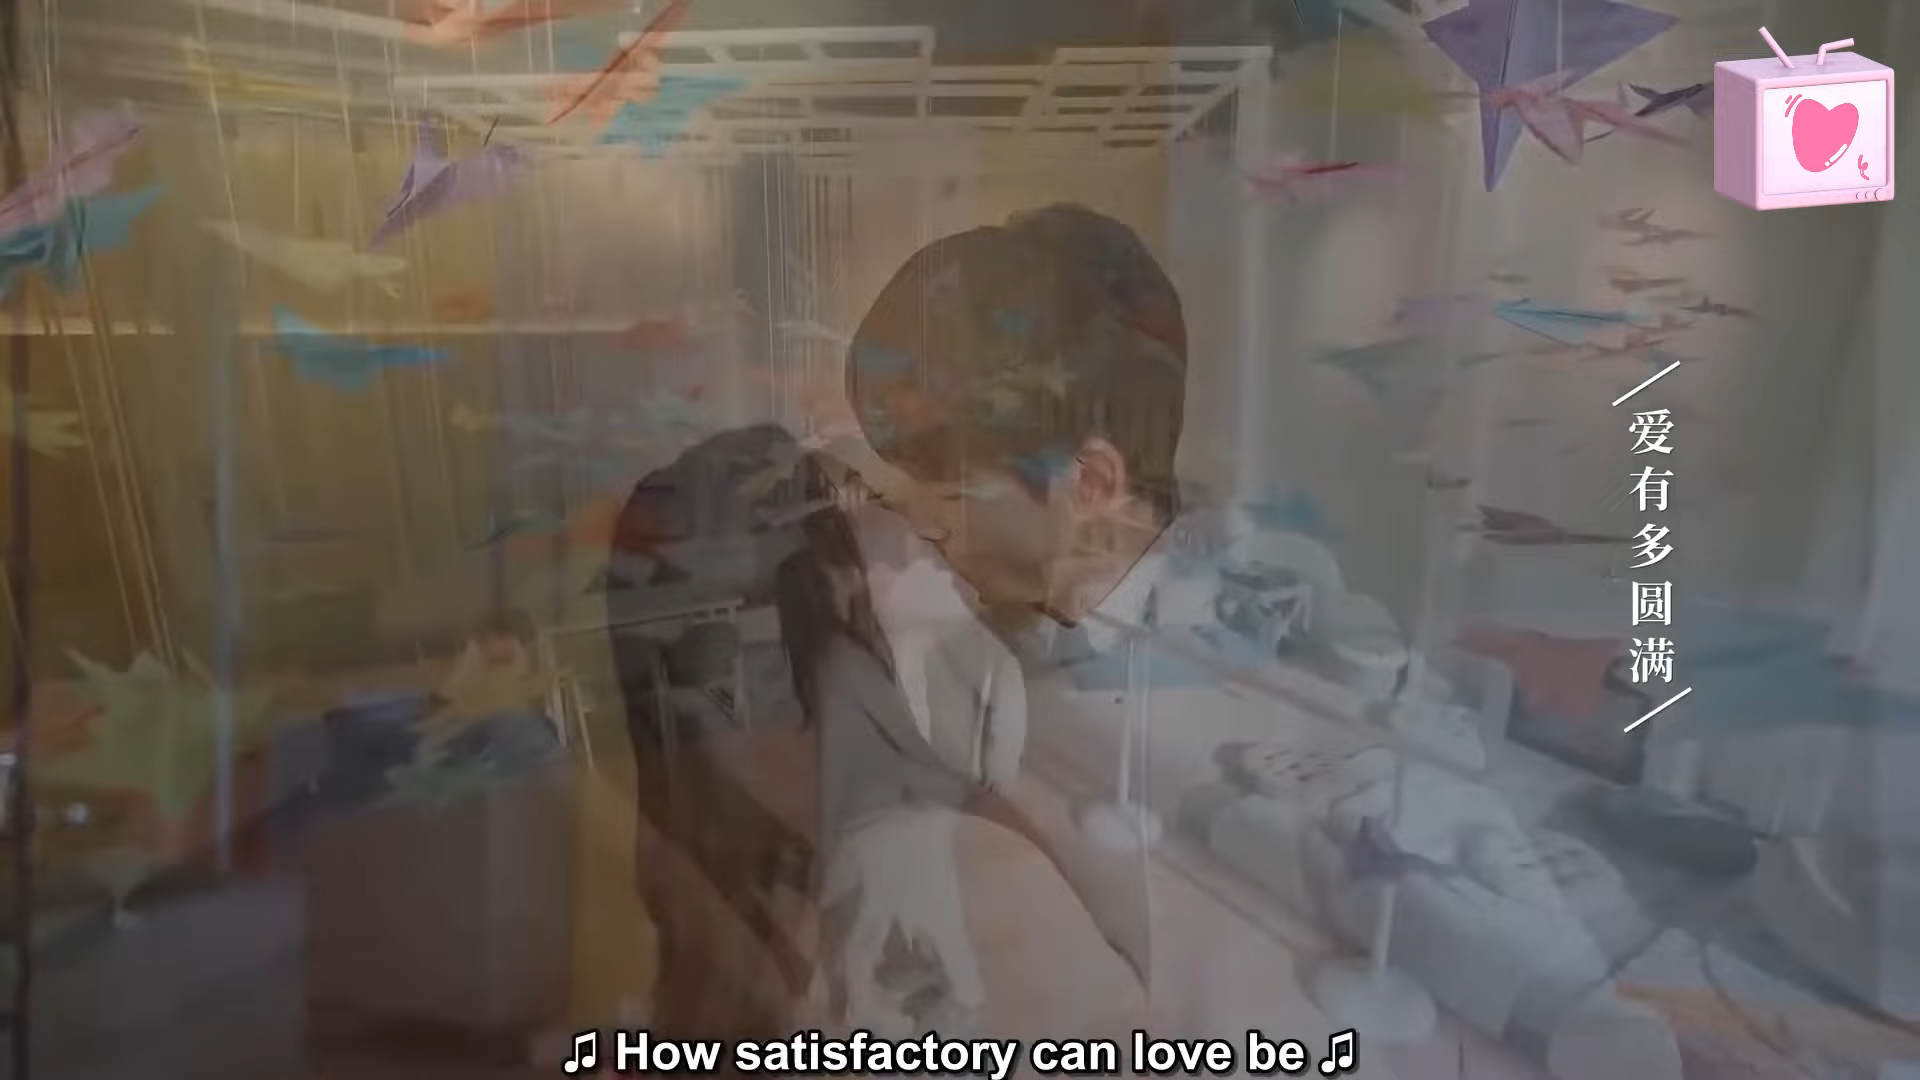 爱有多圆满
♫ How satisfactory can love be ♫